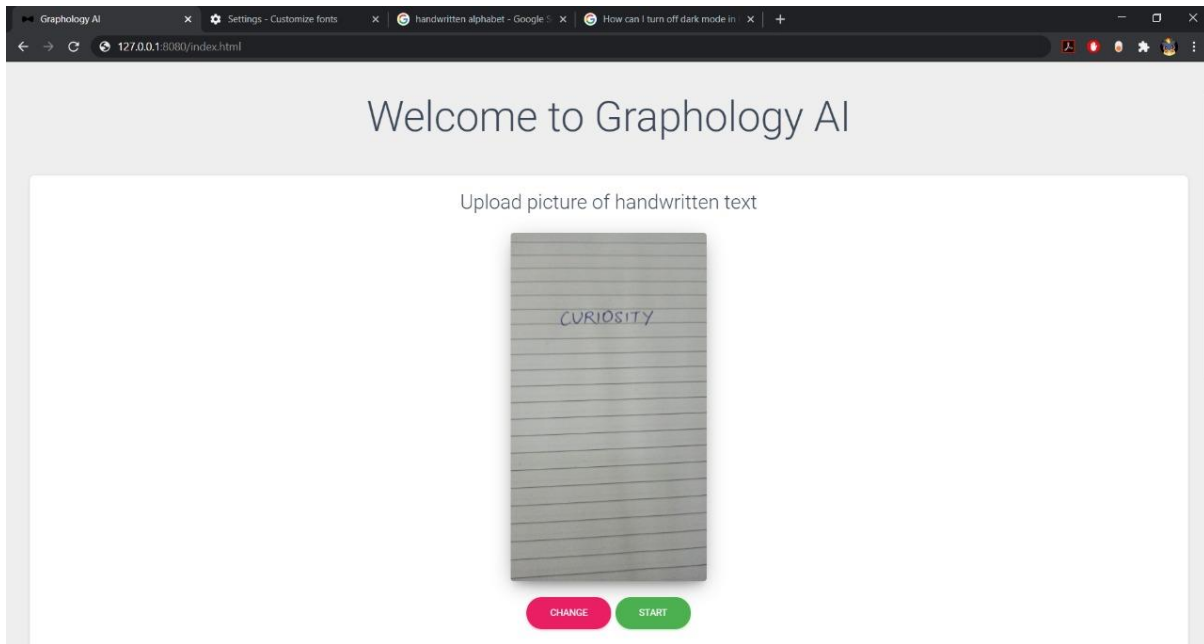 Graphology AI
Settings - Customize fonts
handwritten alphabet - Google S
How can I turn off dark mode in
127.0.0.1:8080/index.html
Welcome to Graphology AI
Upload picture of handwritten text
CURIOSITY
CHANGE
START